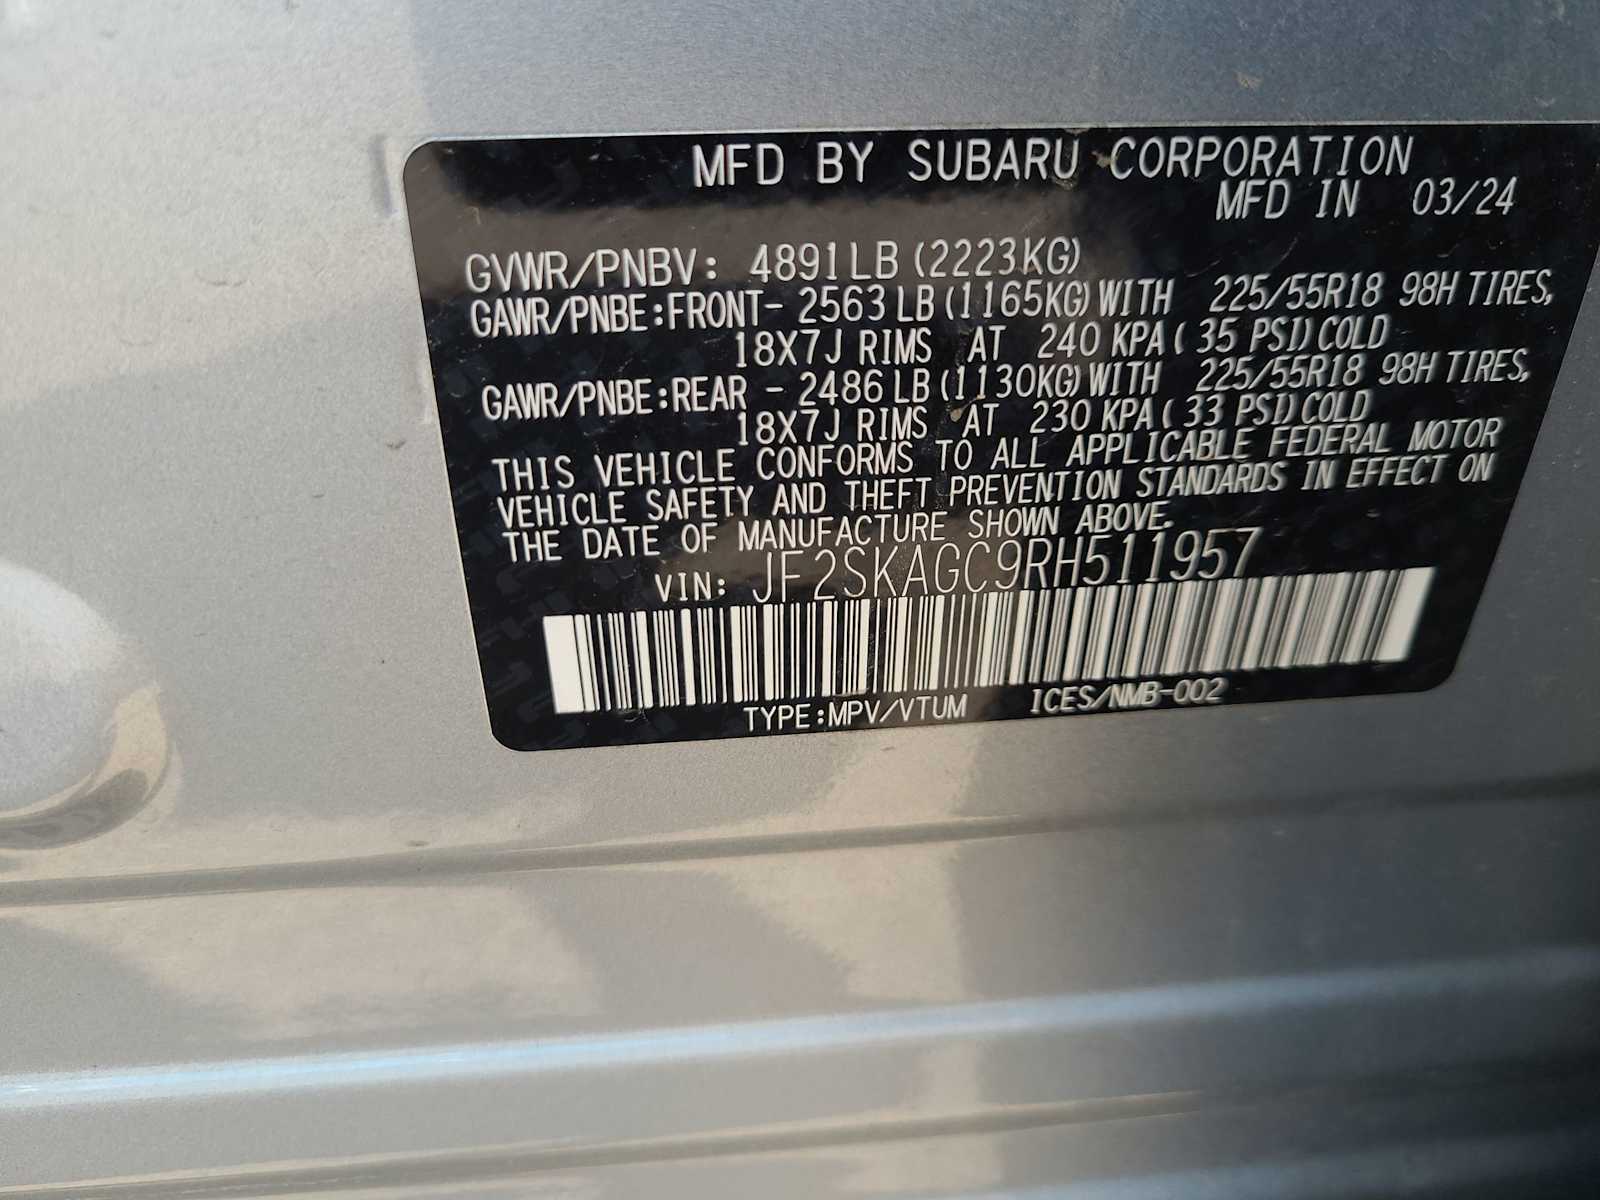 MFD BY SUBARU CORPORATION
MFD IN 03/24
GVWR/PNBV: 4891LB (2223KG)
GAWR/PNBE:FRONT- 2563 LB (1165KG) WITH 225/55R18 98H TIRES,
18X7J RIMS AT 240 KPA( 35 PSI) COLD
GAWR/PNBE:REAR - 2486 LB (1130KG) WITH 225/55R18 98H TIRES,
18X7J RIMS AT 230 KPA( 33 PSI) COLD
THIS VEHICLE CONFORMS TO ALL APPLICABLE FEDERAL MOTOR
VEHICLE SAFETY AND THEFT PREVENTION STANDARDS IN EFFECT ON
THE DATE OF MANUFACTURE SHOWN ABOVE.
VIN: JF2SKAGC9RH511957
TYPE:MPV/VTUM ICES/NMB-002